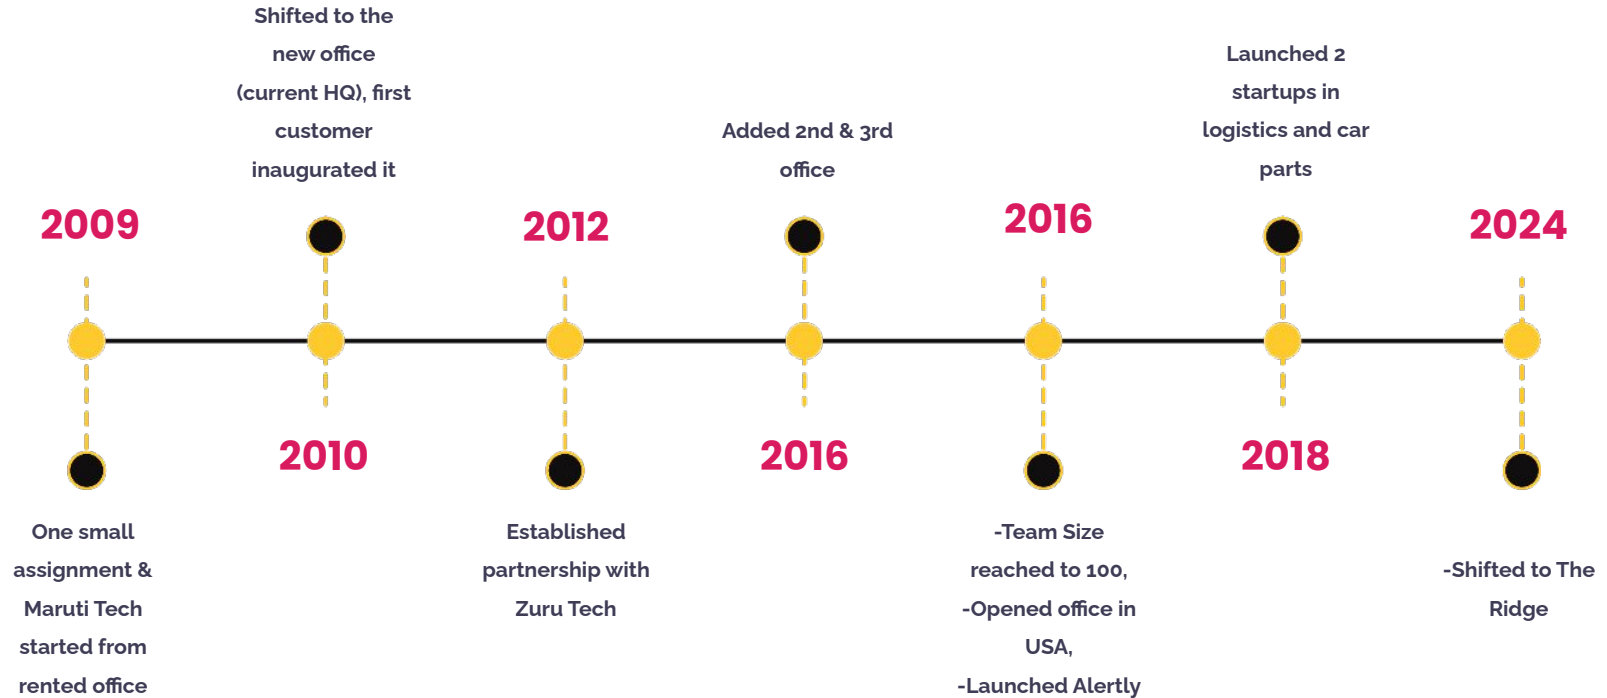 2009
One small
assignment &
Maruti Tech
started from
rented office
Shifted to the
new office
(current HQ), first
customer
inaugurated it
2010
2012
Established
partnership with
Zuru Tech
Added 2nd & 3rd
office
2016
2016
-Team Size
reached to 100,
-Opened office in
USA,
-Launched Alertly
Launched 2
startups in
logistics and car
parts
2018
2024
-Shifted to The
Ridge